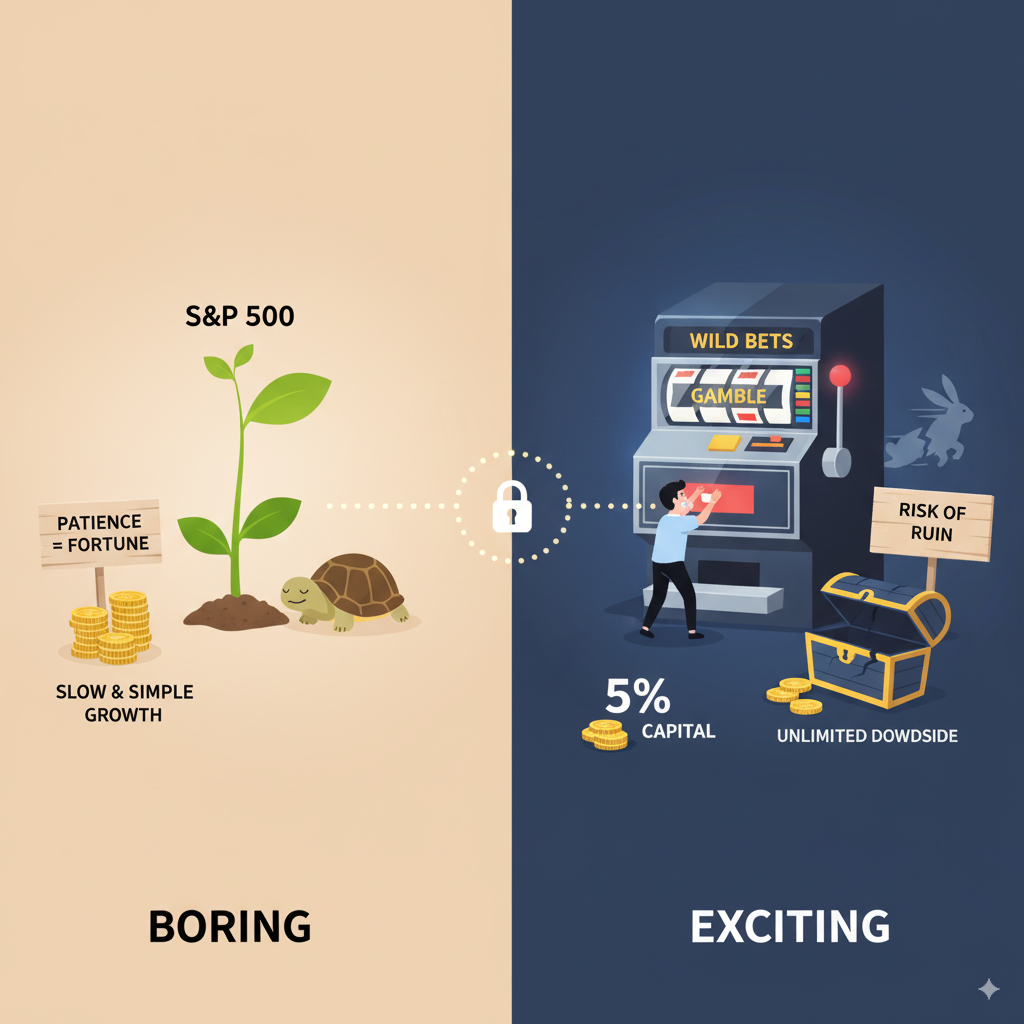 S&P 500
PATIENCE
= FORTUNE
SLOW & SIMPLE
GROWTH
BORING
WILD BETS
GAMBLE
RISK OF
RUIN
5%
CAPITAL
UNLIMITED DOWDSIDE
EXCITING